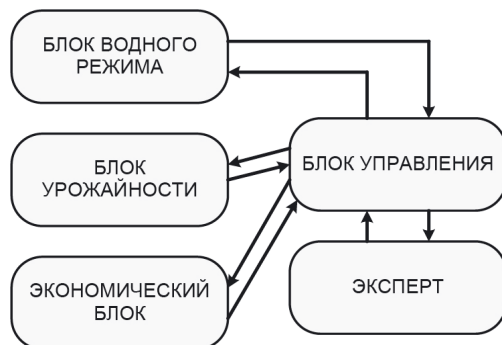 БЛОК ВОДНОГО
РЕЖИМА
БЛОК
УРОЖАЙНОСТИ
БЛОК УПРАВЛЕНИЯ
ЭКОНОМИЧЕСКИЙ
БЛОК
ЭКСПЕРТ